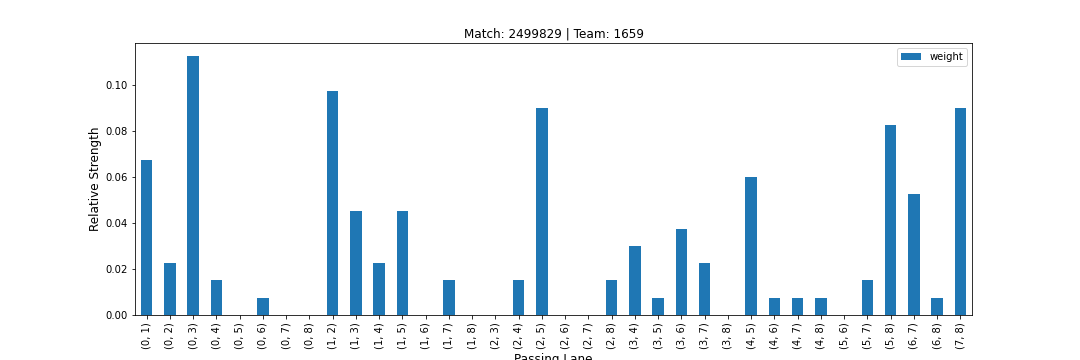 Match: 2499829 | Team: 1659
weight
Relative Strength
0.10
0.08
0.06
0.04
0.02
0.00
(0, 1) (0, 2) (0, 3) (0, 4) (0, 5) (0, 6) (0, 7) (0, 8) (1, 2) (1, 3) (1, 4) (1, 5) (1, 6) (1, 7) (1, 8) (2, 3) (2, 4) (2, 5) (2, 6) (2, 7) (2, 8) (3, 4) (3, 5) (3, 6) (3, 7) (3, 8) (4, 5) (4, 6) (4, 7) (4, 8) (5, 6) (5, 7) (5, 8) (6, 7) (6, 8) (7, 8)
Passing Lane